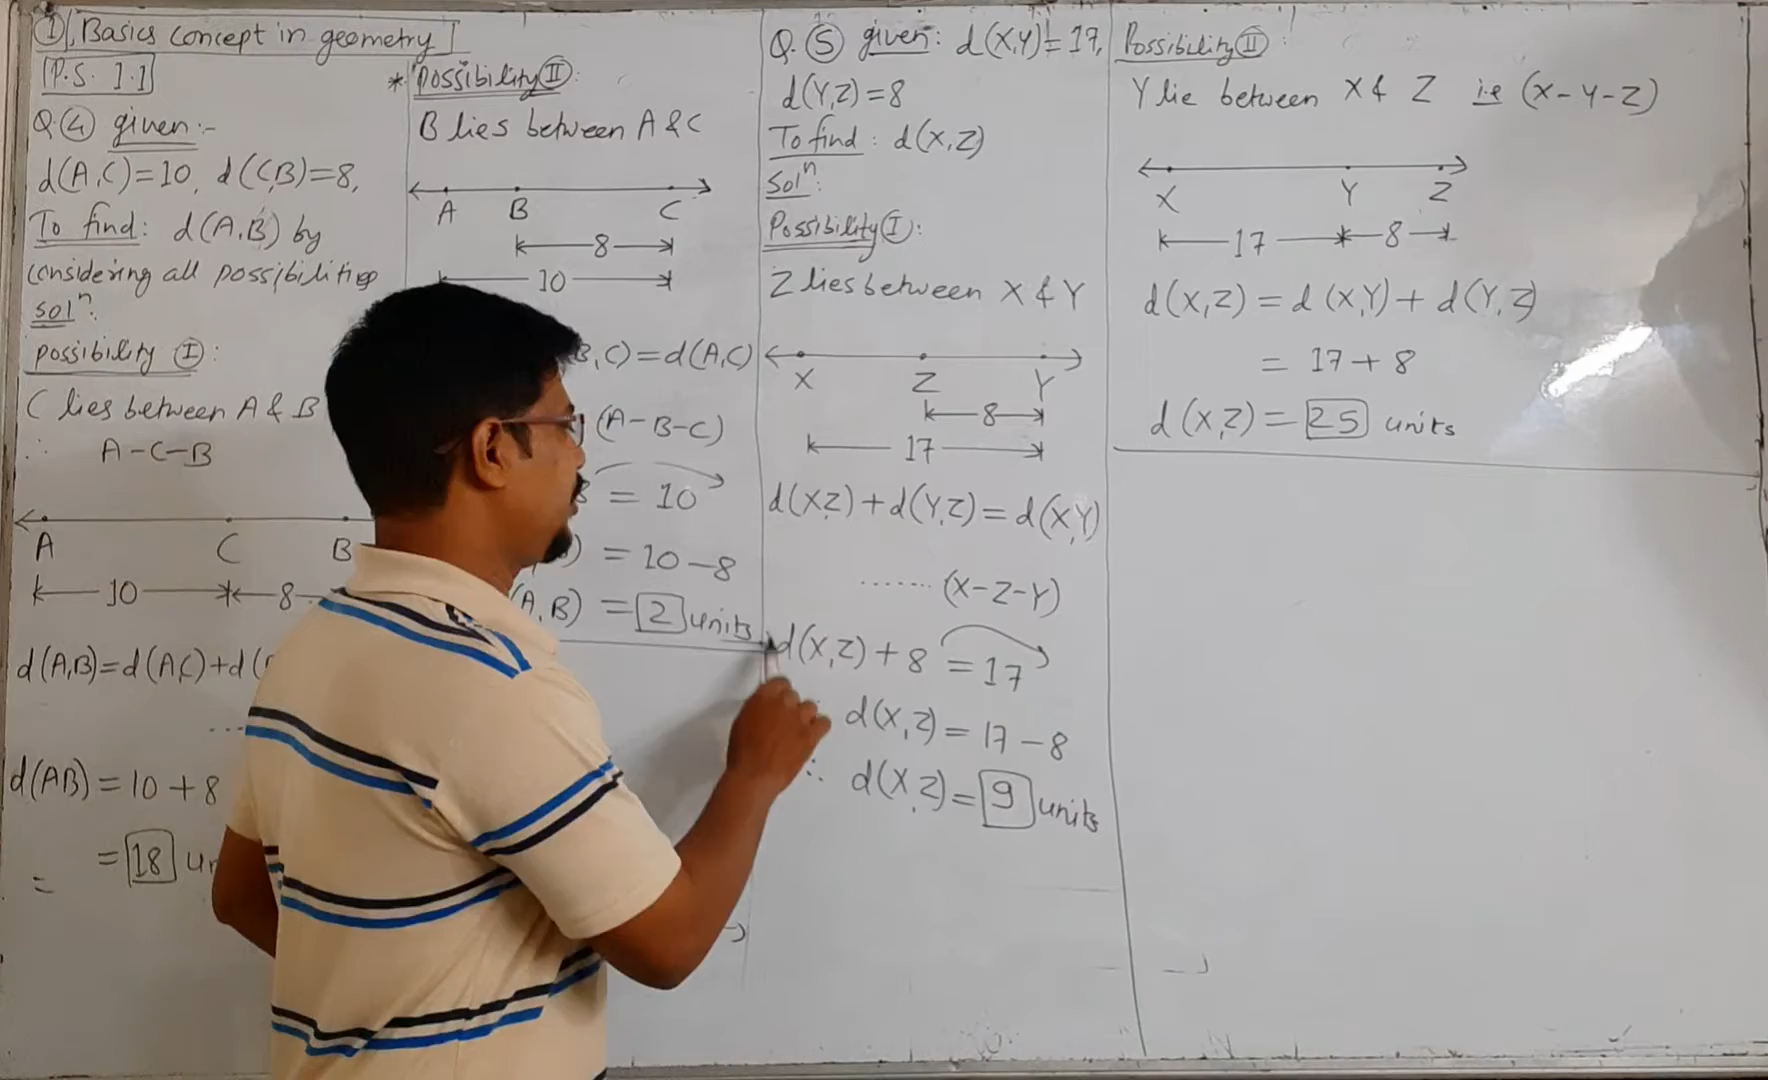 ① Basics concept in geometry
P.S. 1.1
Q.④ given:-
d(A,C)=10, d(C,B)=8,
To find: d(A,B) by
considering all possibilities
solⁿ:
possibility Ⅰ:
C lies between A & B
∴ A-C-B
A C B
10 8
d(A,B)=d(A,C)+d(
....
d(AB) = 10 + 8
= 18
=
* Possibility Ⅱ:
B lies between A & C
A B C
8
10
B,C)=d(A,C)
(A-B-C)
8 = 10
) = 10-8
(A,B) = 2 units
Q.⑤ given: d(X,Y)=17,
d(Y,Z)=8
To find: d(X,Z)
Solⁿ:
Possibility Ⅰ:
Z lies between X & Y
X Z Y
8
17
d(X,Z)+d(Y,Z)=d(X,Y)
....... (X-Z-Y)
d(X,Z)+8 = 17
d(X,Z) = 17-8
∴ d(X,Z) = 9 units
Possibility Ⅱ:
Y lie between X & Z i.e (X-Y-Z)
X Y Z
17 8
d(X,Z) = d(X,Y) + d(Y,Z)
= 17 + 8
d(X,Z) = 25 units